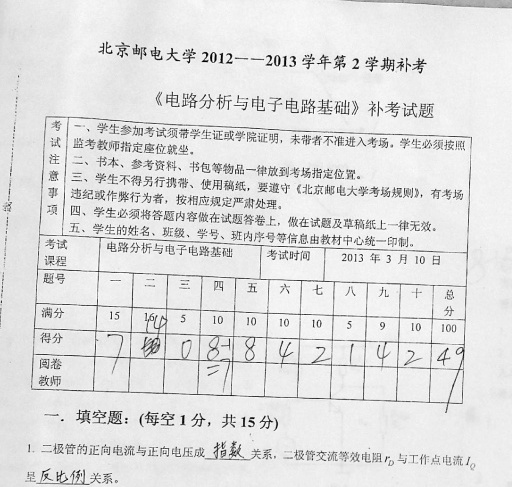 北京邮电大学 2012——2013 学年第 2 学期补考
《电路分析与电子电路基础》补考试题
考试注意事项
一、学生参加考试须带学生证或学院证明，未带者不准进入考场。学生必须按照
监考教师指定座位就坐。
二、书本、参考资料、书包等物品一律放到考场指定位置。
三、学生不得另行携带、使用稿纸，要遵守《北京邮电大学考场规则》，有考场
违纪或作弊行为者，按相应规定严肃处理。
四、学生必须将答题内容做在试题答卷上，做在试题及草稿纸上一律无效。
五、学生的姓名、班级、学号、班内序号等信息由教材中心统一印制。
考试课程 电路分析与电子电路基础 考试时间 2013 年 3 月 10 日
题号 一 二 三 四 五 六 七 八 九 十 总分
满分 15 16 14 5 12 10 10 10 5 9 10 100
得分 7 0 8-1 8 4 2 1 4 2 49
=7
阅卷教师
一．填空题：(每空 1 分，共 15 分)
1. 二极管的正向电流与正向电压成 指数 关系，二极管交流等效电阻 rD 与工作点电流 IQ
呈 反比例 关系。